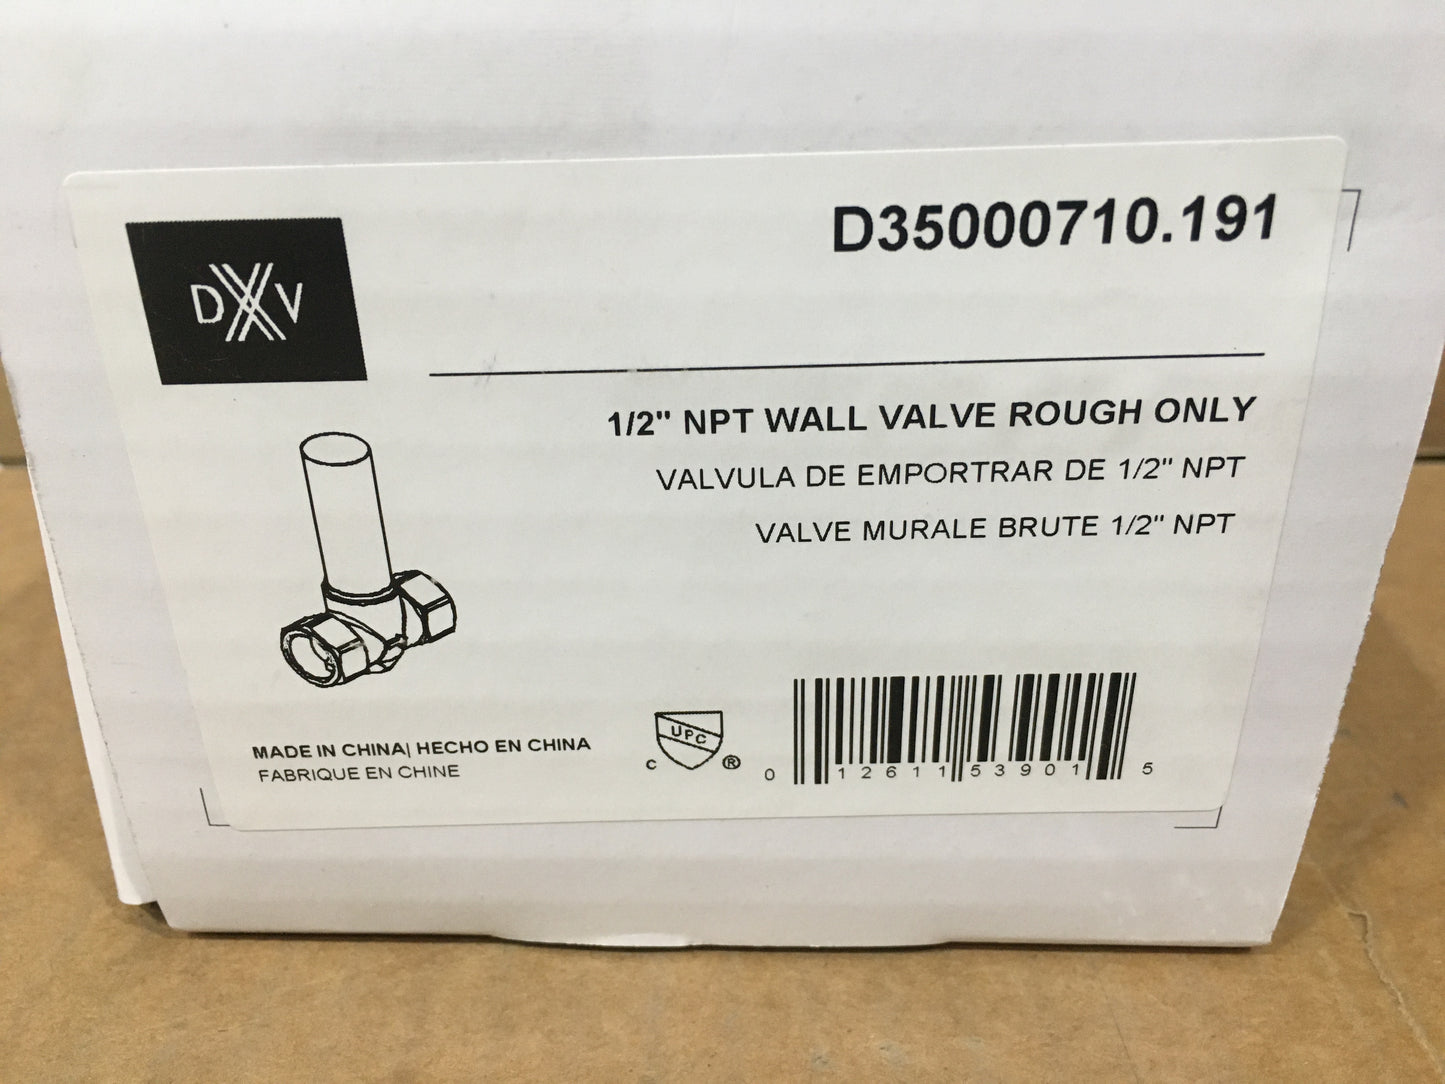 DXV
D35000710.191
1/2" NPT WALL VALVE ROUGH ONLY
VALVULA DE EMPORTRAR DE 1/2" NPT
VALVE MURALE BRUTE 1/2" NPT
MADE IN CHINA| HECHO EN CHINA
FABRIQUE EN CHINE
UPC
C ®
0 12611 53901 5